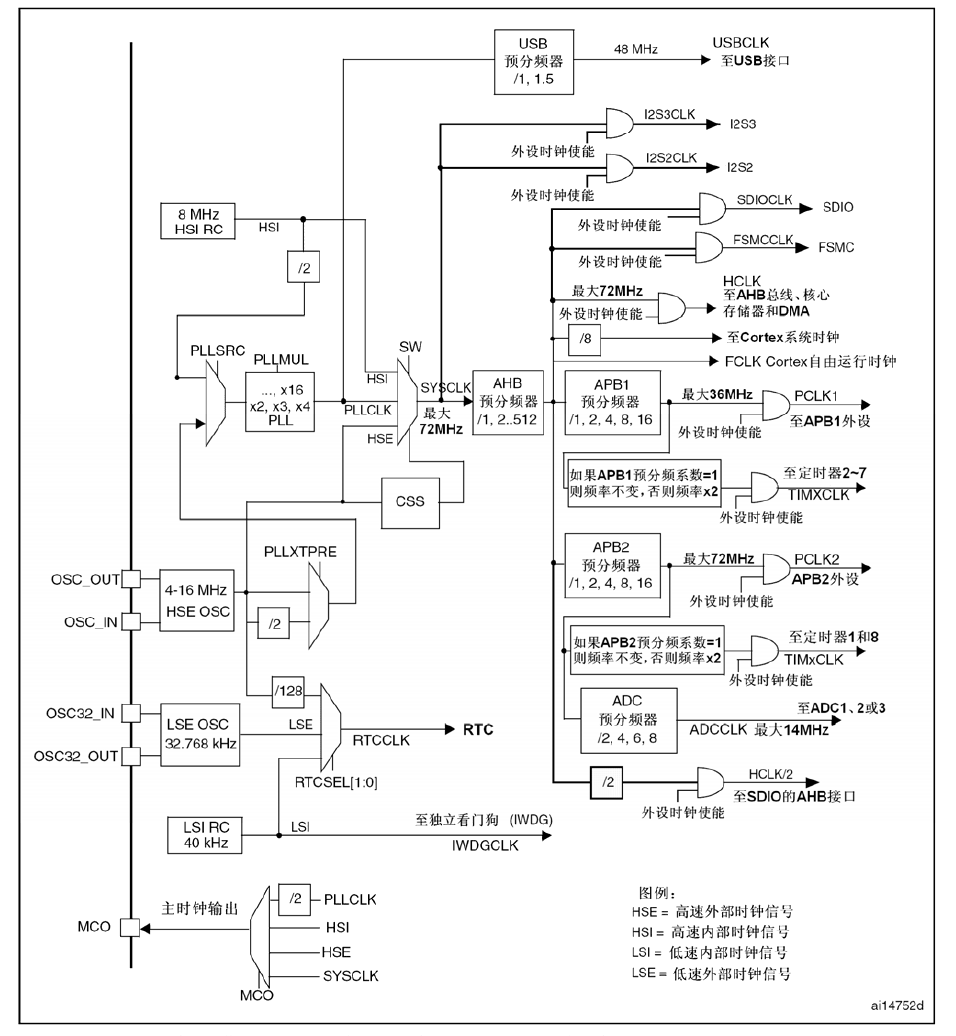 USB
预分频器
/1, 1.5
48 MHz
USBCLK
至USB接口
I2S3CLK
I2S3
外设时钟使能
I2S2CLK
I2S2
外设时钟使能
8 MHz
HSI RC
HSI
/2
SDIOCLK
SDIO
外设时钟使能
FSMCCLK
FSMC
外设时钟使能
最大72MHz
外设时钟使能
HCLK
至AHB总线、核心
存储器和DMA
/8
至Cortex系统时钟
FCLK Cortex自由运行时钟
PLLSRC
PLLMUL
..., x16
x2, x3, x4
PLL
SW
HSI
PLLCLK
HSE
SYSCLK
最大
72MHz
AHB
预分频器
/1, 2..512
APB1
预分频器
/1, 2, 4, 8, 16
最大36MHz
PCLK1
至APB1外设
外设时钟使能
如果APB1预分频系数=1
则频率不变，否则频率x2
至定时器2~7
TIMXCLK
外设时钟使能
CSS
PLLXTPRE
OSC_OUT
OSC_IN
4-16 MHz
HSE OSC
/2
APB2
预分频器
/1, 2, 4, 8, 16
最大72MHz
PCLK2
APB2外设
外设时钟使能
如果APB2预分频系数=1
则频率不变，否则频率x2
至定时器1和8
TIMxCLK
外设时钟使能
/128
OSC32_IN
OSC32_OUT
LSE OSC
32.768 kHz
LSE
RTCCLK
RTC
RTCSEL[1:0]
ADC
预分频器
/2, 4, 6, 8
至ADC1、2或3
ADCCLK 最大14MHz
/2
HCLK/2
至SDIO的AHB接口
外设时钟使能
LSI RC
40 kHz
LSI
至独立看门狗 (IWDG)
IWDGCLK
MCO
主时钟输出
/2
PLLCLK
HSI
HSE
SYSCLK
MCO
图例：
HSE = 高速外部时钟信号
HSI = 高速内部时钟信号
LSI = 低速内部时钟信号
LSE = 低速外部时钟信号
ai14752d